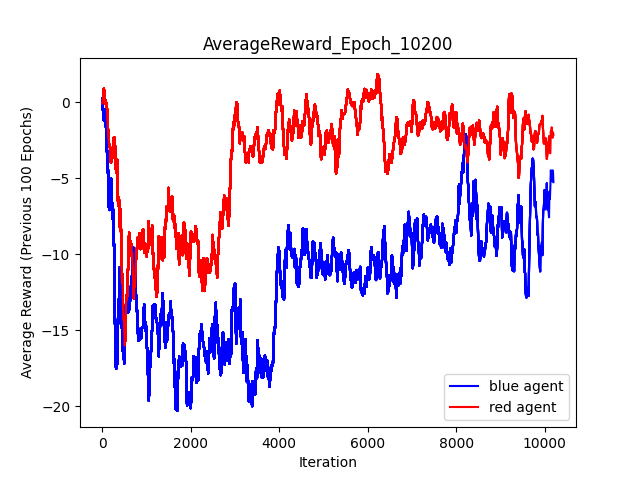 AverageReward_Epoch_10200
Average Reward (Previous 100 Epochs)
0
−5
−10
−15
−20
0
2000
4000
6000
8000
10000
Iteration
blue agent
red agent